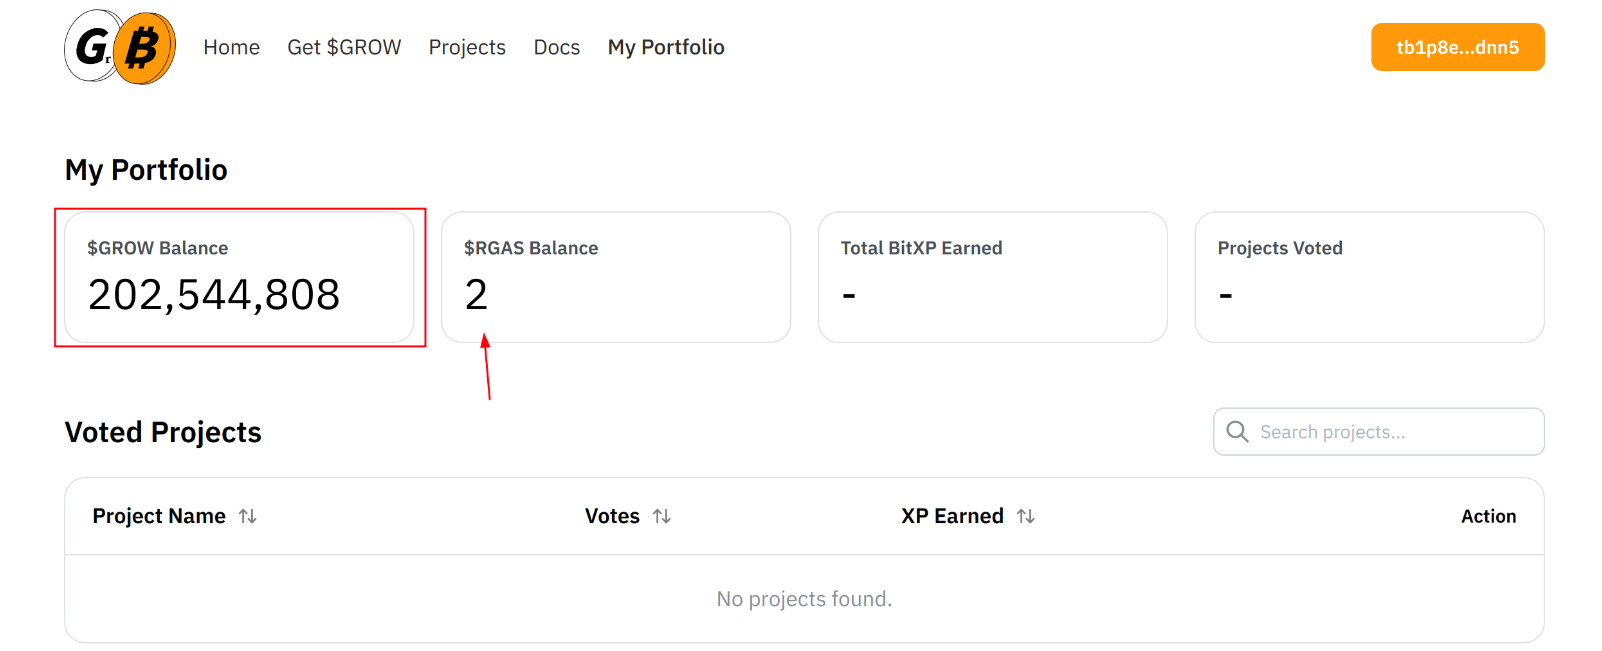 Gr ₿ Home Get $GROW Projects Docs My Portfolio tb1p8e...dnn5
My Portfolio
$GROW Balance $RGAS Balance Total BitXP Earned Projects Voted
202,544,808 2 - -
Voted Projects Search projects...
Project Name Votes XP Earned Action
No projects found.